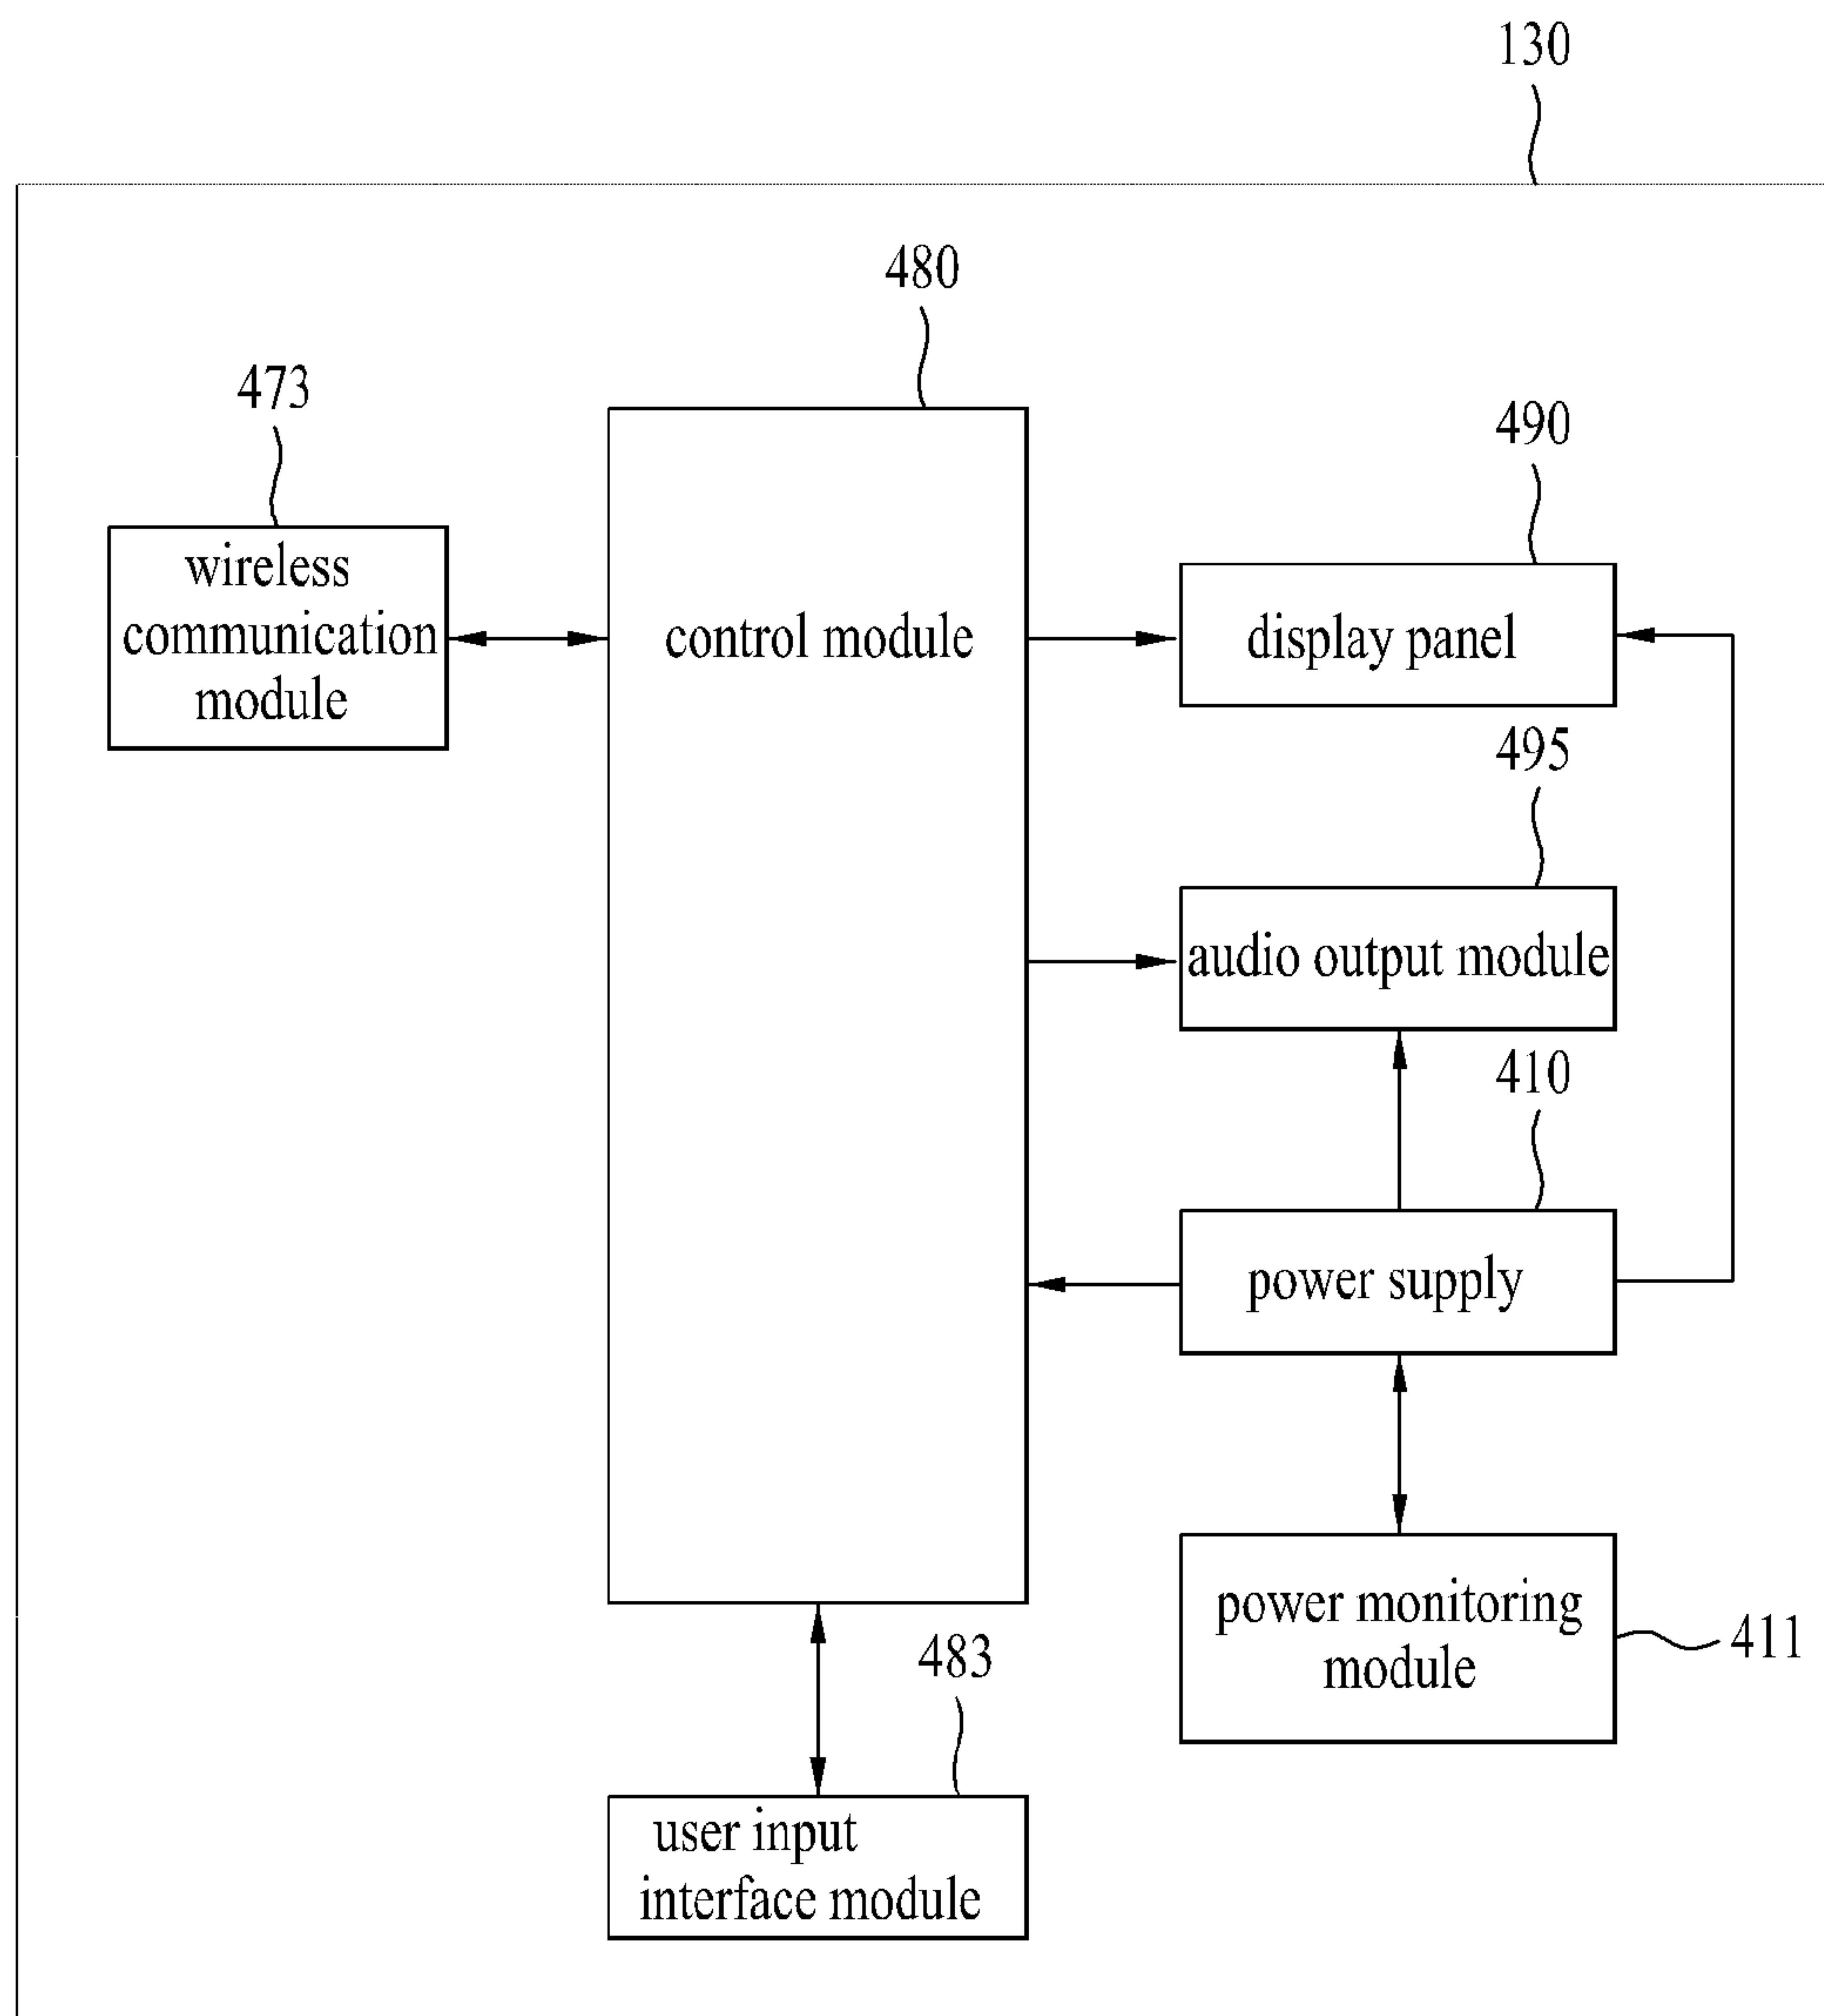 130
480
473
490
wireless
communication
module
control module
display panel
495
audio output module
410
power supply
power monitoring
module
411
483
user input
interface module